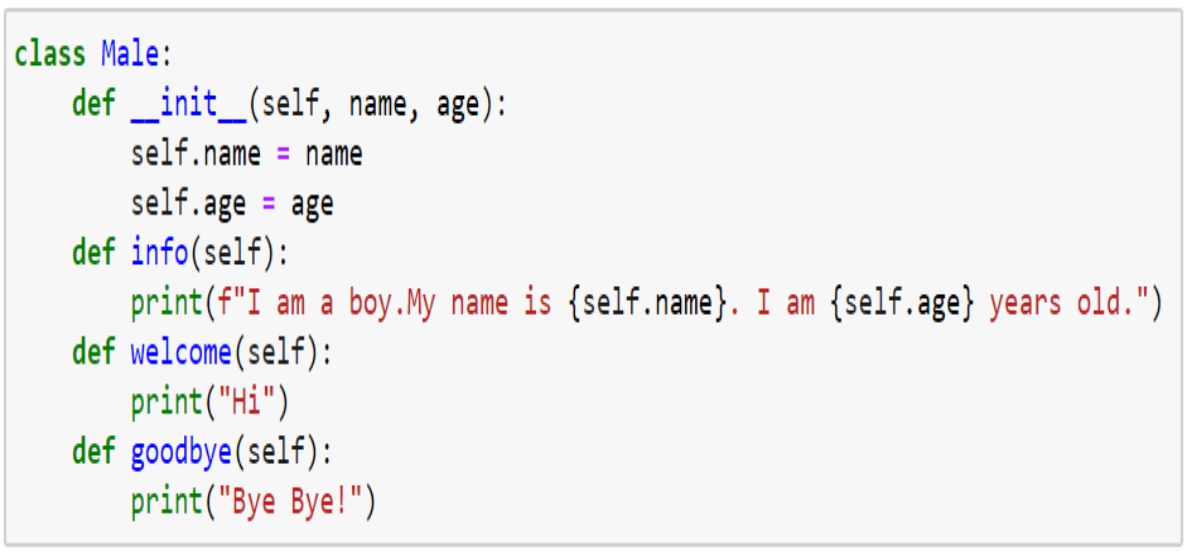 class Male:
    def __init__(self, name, age):
        self.name = name
        self.age = age
    def info(self):
        print(f"I am a boy.My name is {self.name}. I am {self.age} years old.")
    def welcome(self):
        print("Hi")
    def goodbye(self):
        print("Bye Bye!")